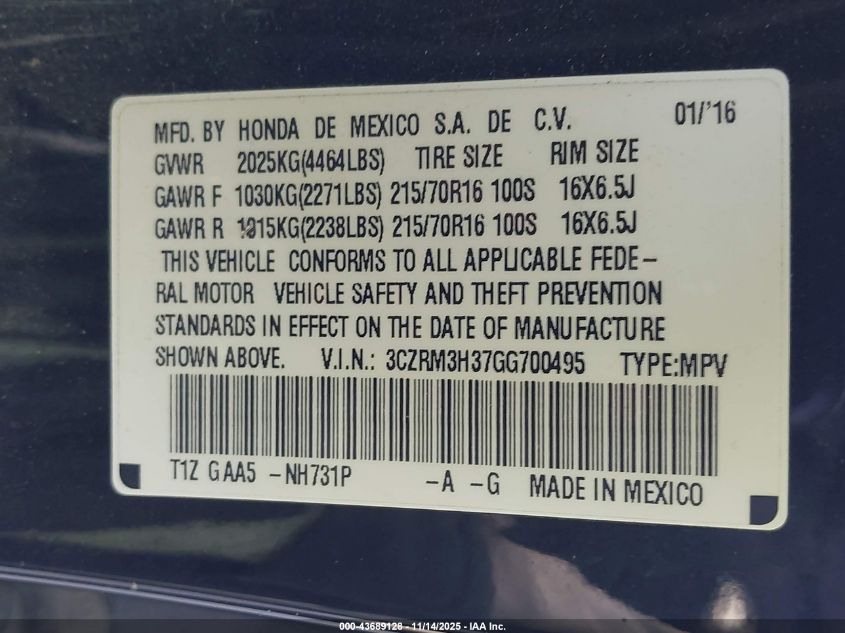 MFD. BY HONDA DE MEXICO S.A. DE C.V. 01/'16
GVWR 2025KG(4464LBS) TIRE SIZE RIM SIZE
GAWR F 1030KG(2271LBS) 215/70R16 100S 16X6.5J
GAWR R 1015KG(2238LBS) 215/70R16 100S 16X6.5J
THIS VEHICLE CONFORMS TO ALL APPLICABLE FEDE-
RAL MOTOR VEHICLE SAFETY AND THEFT PREVENTION
STANDARDS IN EFFECT ON THE DATE OF MANUFACTURE
SHOWN ABOVE. V.I.N.: 3CZRM3H37GG700495 TYPE:MPV
T1Z GAA5 -NH731P -A -G MADE IN MEXICO
000-43689128 - 11/14/2025 - IAA Inc.